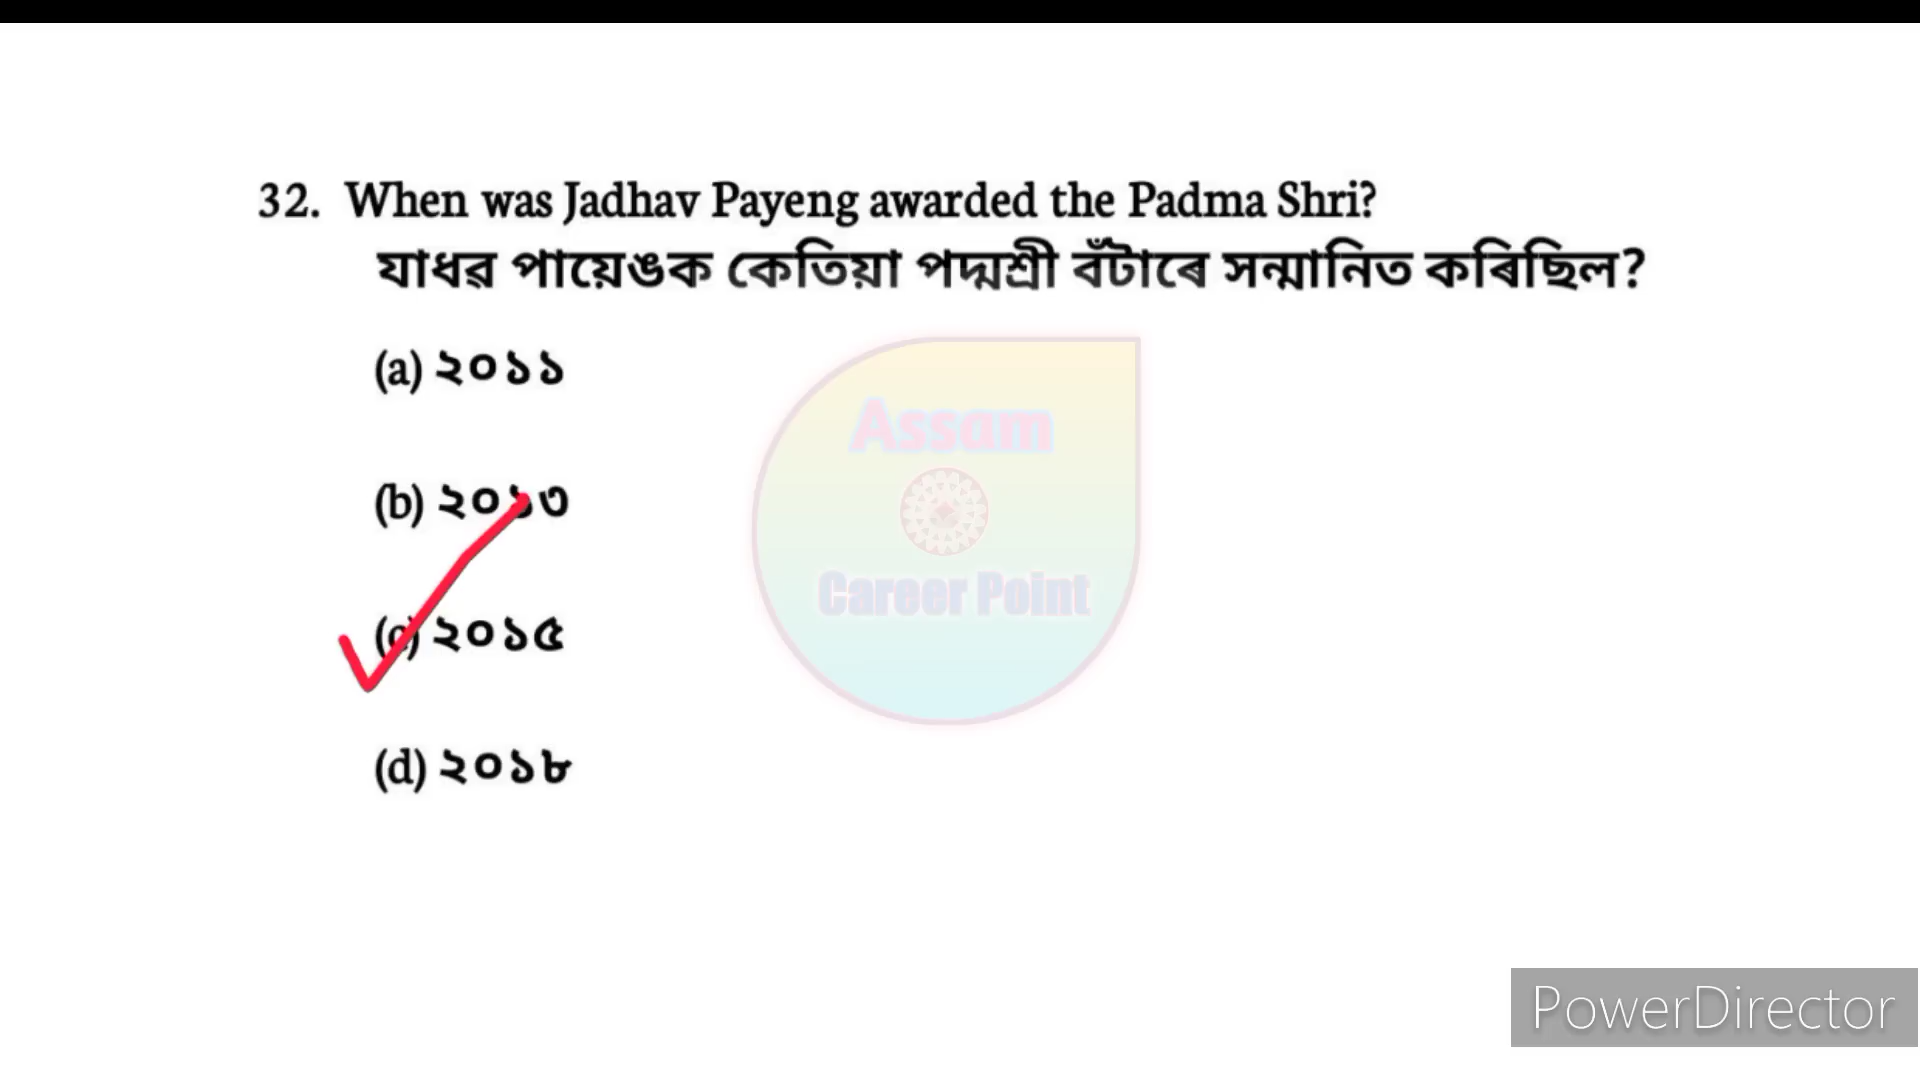 32. When was Jadhav Payeng awarded the Padma Shri?
যাধৱ পায়েঙক কেতিয়া পদ্মশ্ৰী বঁটাৰে সন্মানিত কৰিছিল?
(a) ২০১১
(b) ২০১৩
(c) ২০১৫
(d) ২০১৮
Assam
Career Point
PowerDirector